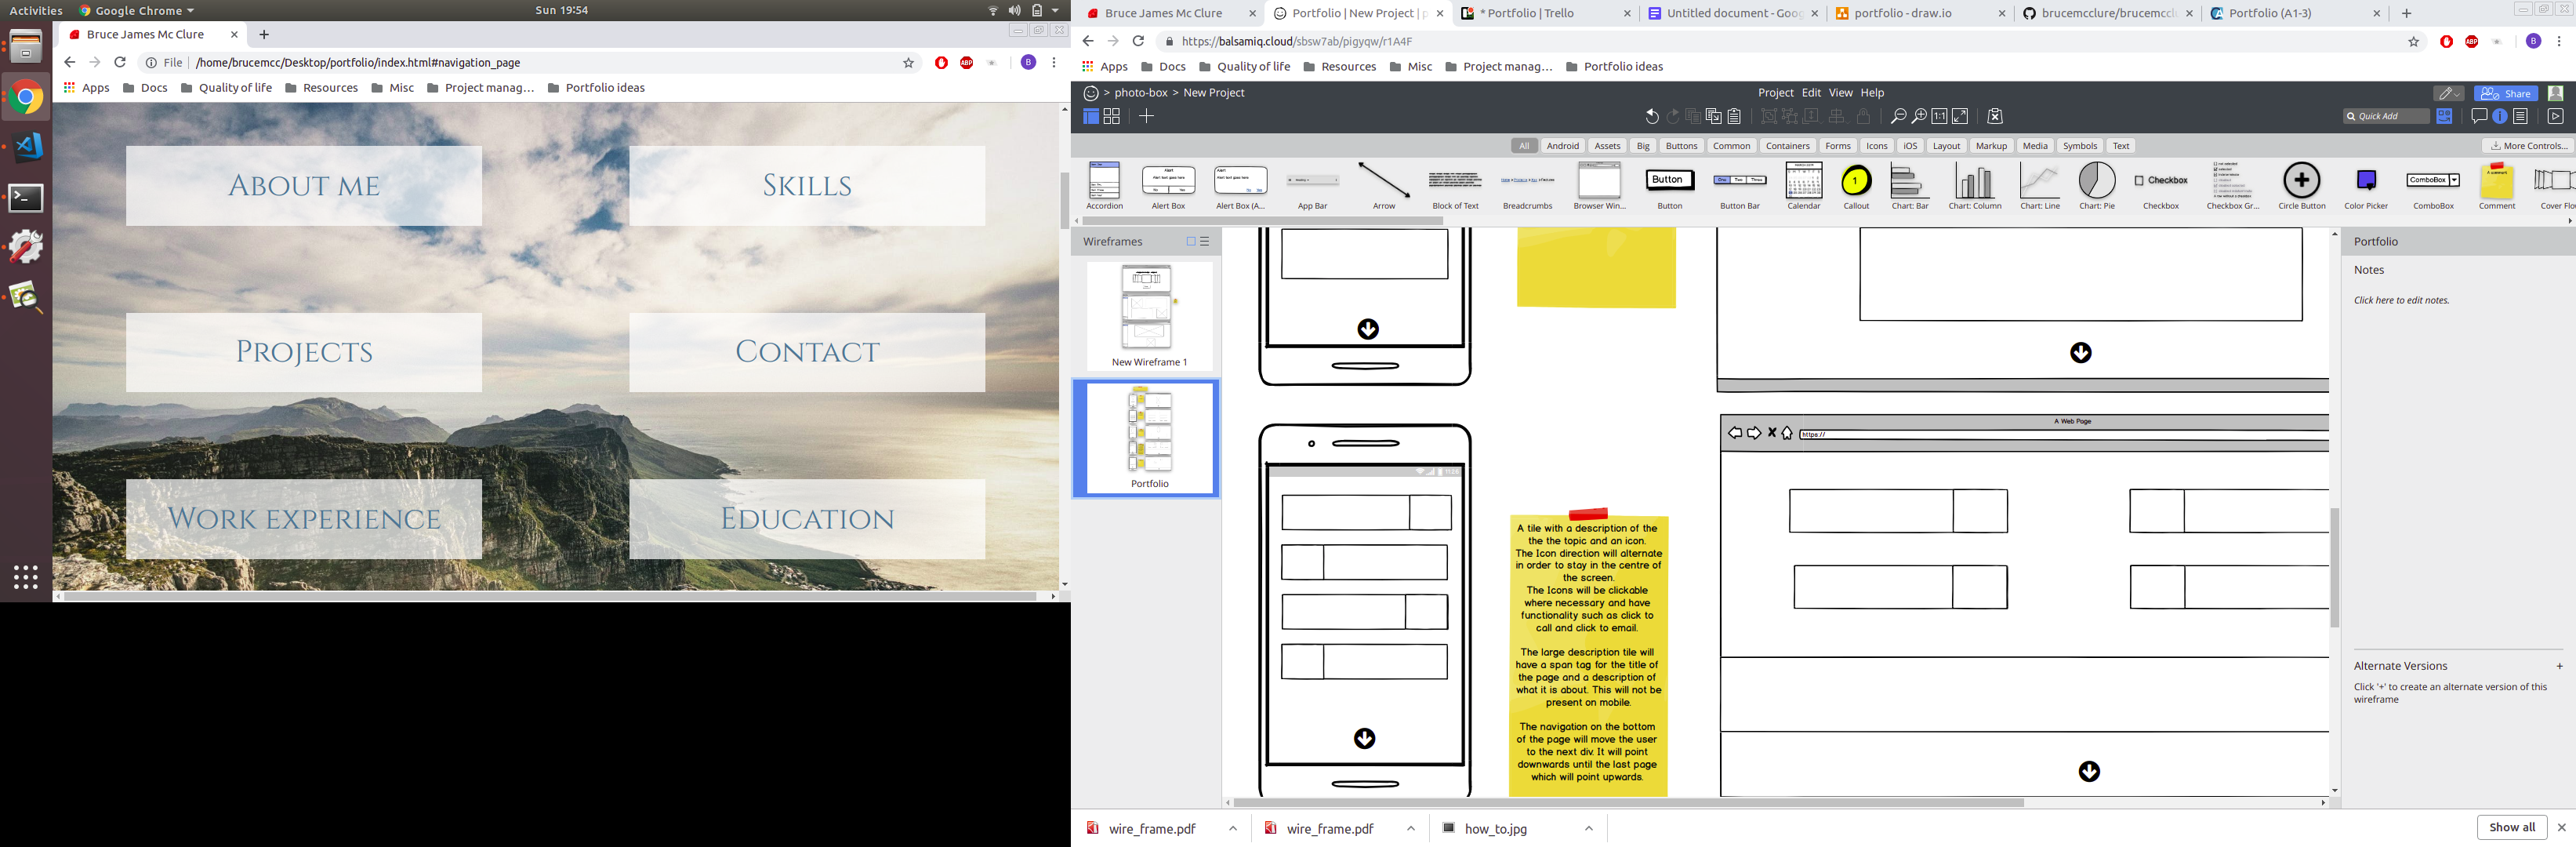 Activities
Google Chrome
Sun 19:54
Bruce James Mc Clure
File
/home/brucemcc/Desktop/portfolio/index.html#navigation_page
B
Apps
Docs
Quality of life
Resources
Misc
Project manag...
Portfolio ideas
About me
Skills
Projects
Contact
Work experience
Education
Bruce James Mc Clure
Portfolio | New Project | p
* Portfolio | Trello
Untitled document - Goog
portfolio - draw.io
brucemcclure/brucemccl
Portfolio (A1-3)
https://balsamiq.cloud/sbsw7ab/pigyqw/r1A4F
ABP
B
Apps
Docs
Quality of life
Resources
Misc
Project manag...
Portfolio ideas
> photo-box > New Project
Project Edit View Help
Share
1:1
Quick Add
All
Android
Assets
Big
Buttons
Common
Containers
Forms
Icons
iOS
Layout
Markup
Media
Symbols
Text
More Controls...
Button
Checkbox
ComboBox
Accordion
Alert Box
Alert Box (A...
App Bar
Arrow
Block of Text
Breadcrumbs
Browser Win...
Button
Button Bar
Calendar
Callout
Chart: Bar
Chart: Column
Chart: Line
Chart: Pie
Checkbox
Checkbox Gr...
Circle Button
Color Picker
ComboBox
Comment
Cover Flo
Wireframes
New Wireframe 1
Portfolio
A Web Page
https://
A tile with a description of the
the the topic and an icon.
The Icon direction will alternate
in order to stay in the centre of
the screen.
The Icons will be clickable
where necessary and have
functionality such as click to
call and click to email.
The large description tile will
have a span tag for the title of
the page and a description of
what it is about. This will not be
present on mobile.
The navigation on the bottom
of the page will move the user
to the next div. It will point
downwards until the last page
which will point upwards.
Portfolio
Notes
Click here to edit notes.
Alternate Versions
+
Click '+' to create an alternate version of this
wireframe
wire_frame.pdf
wire_frame.pdf
how_to.jpg
Show all